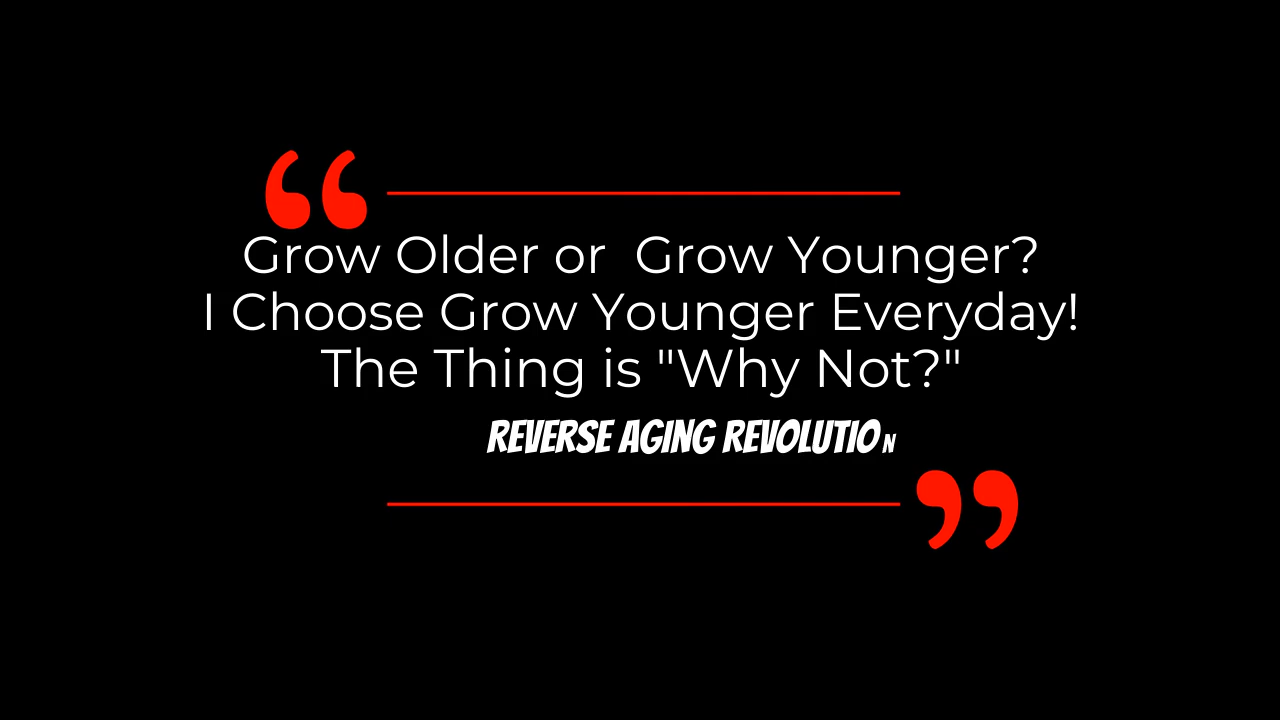 Grow Older or  Grow Younger?
I Choose Grow Younger Everyday!
The Thing is "Why Not?"
REVERSE AGING REVOLUTION